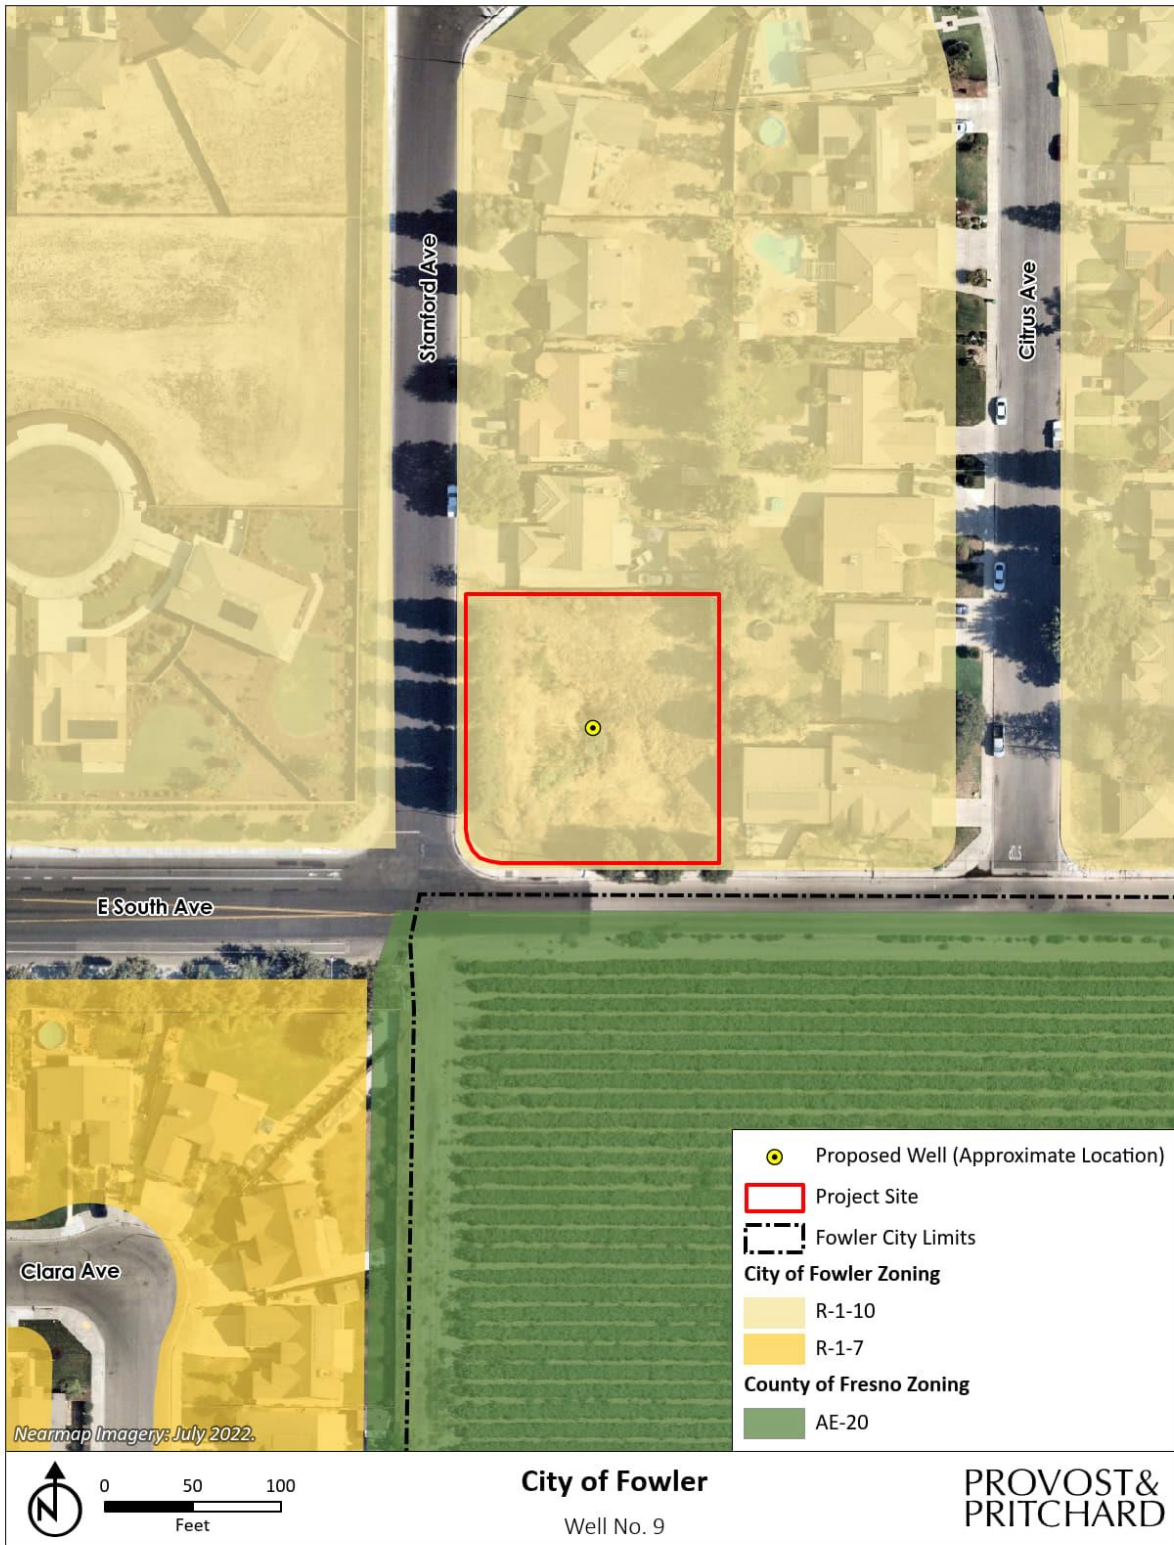 Stanford Ave
Citrus Ave
E South Ave
Clara Ave
Proposed Well (Approximate Location)
Project Site
Fowler City Limits
City of Fowler Zoning
R-1-10
R-1-7
County of Fresno Zoning
AE-20
Nearmap Imagery: July 2022.
N
0 50 100
Feet
City of Fowler
Well No. 9
PROVOST&
PRITCHARD